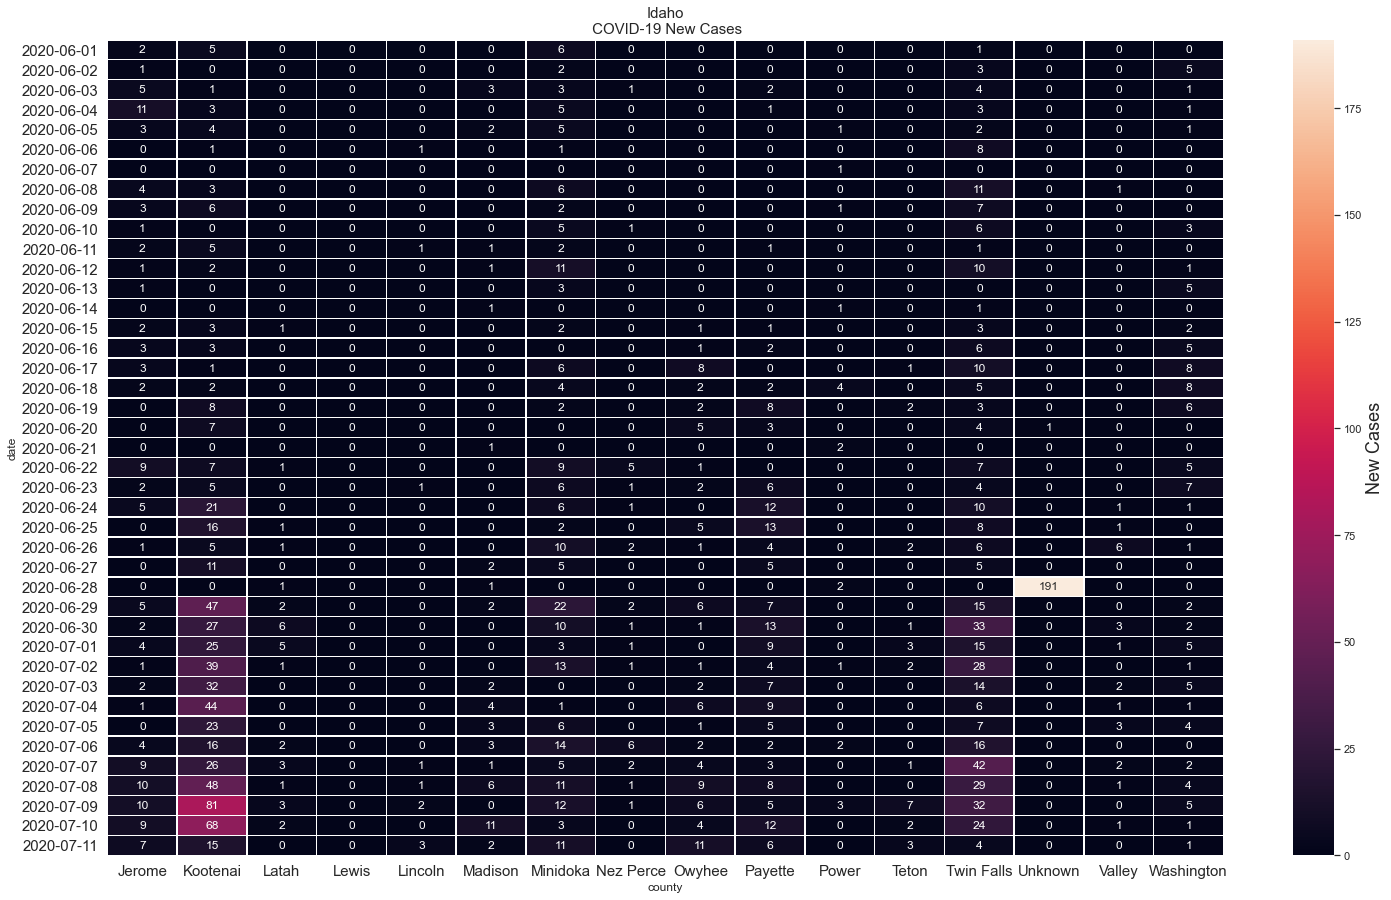 Idaho
COVID-19 New Cases
2020-06-01 2 5 0 0 0 0 6 0 0 0 0 0 1 0 0 0
2020-06-02 1 0 0 0 0 0 2 0 0 0 0 0 3 0 0 5
2020-06-03 5 1 0 0 0 3 3 1 0 2 0 0 4 0 0 1
2020-06-04 11 3 0 0 0 0 5 0 0 1 0 0 3 0 0 1
2020-06-05 3 4 0 0 0 2 5 0 0 0 1 0 2 0 0 1
2020-06-06 0 1 0 0 1 0 1 0 0 0 0 0 8 0 0 0
2020-06-07 0 0 0 0 0 0 0 0 0 0 1 0 0 0 0 0
2020-06-08 4 3 0 0 0 0 6 0 0 0 0 0 11 0 1 0
2020-06-09 3 6 0 0 0 0 2 0 0 0 1 0 7 0 0 0
2020-06-10 1 0 0 0 0 0 5 1 0 0 0 0 6 0 0 3
2020-06-11 2 5 0 0 1 1 2 0 0 1 0 0 1 0 0 0
2020-06-12 1 2 0 0 0 1 11 0 0 0 0 0 10 0 0 1
2020-06-13 1 0 0 0 0 0 3 0 0 0 0 0 0 0 0 5
2020-06-14 0 0 0 0 0 1 0 0 0 0 1 0 1 0 0 0
2020-06-15 2 3 1 0 0 0 2 0 1 1 0 0 3 0 0 2
2020-06-16 3 3 0 0 0 0 0 0 1 2 0 0 6 0 0 5
2020-06-17 3 1 0 0 0 0 6 0 8 0 0 1 10 0 0 8
2020-06-18 2 2 0 0 0 0 4 0 2 2 4 0 5 0 0 8
2020-06-19 0 8 0 0 0 0 2 0 2 8 0 2 3 0 0 6
2020-06-20 0 7 0 0 0 0 0 0 5 3 0 0 4 1 0 0
2020-06-21 0 0 0 0 0 1 0 0 0 0 2 0 0 0 0 0
2020-06-22 9 7 1 0 0 0 9 5 1 0 0 0 7 0 0 5
2020-06-23 2 5 0 0 1 0 6 1 2 6 0 0 4 0 0 7
2020-06-24 5 21 0 0 0 0 6 1 0 12 0 0 10 0 1 1
2020-06-25 0 16 1 0 0 0 2 0 5 13 0 0 8 0 1 0
2020-06-26 1 5 1 0 0 0 10 2 1 4 0 2 6 0 6 1
2020-06-27 0 11 0 0 0 2 5 0 0 5 0 0 5 0 0 0
2020-06-28 0 0 1 0 0 1 0 0 0 0 2 0 0 191 0 0
2020-06-29 5 47 2 0 0 2 22 2 6 7 0 0 15 0 0 2
2020-06-30 2 27 6 0 0 0 10 1 1 13 0 1 33 0 3 2
2020-07-01 4 25 5 0 0 0 3 1 0 9 0 3 15 0 1 5
2020-07-02 1 39 1 0 0 0 13 1 1 4 1 2 28 0 0 1
2020-07-03 2 32 0 0 0 2 0 0 2 7 0 0 14 0 2 5
2020-07-04 1 44 0 0 0 4 1 0 6 9 0 0 6 0 1 1
2020-07-05 0 23 0 0 0 3 6 0 1 5 0 0 7 0 3 4
2020-07-06 4 16 2 0 0 3 14 6 2 2 2 0 16 0 0 0
2020-07-07 9 26 3 0 1 1 5 2 4 3 0 1 42 0 2 2
2020-07-08 10 48 1 0 1 6 11 1 9 8 0 0 29 0 1 4
2020-07-09 10 81 3 0 2 0 12 1 6 5 3 7 32 0 0 5
2020-07-10 9 68 2 0 0 11 3 0 4 12 0 2 24 0 1 1
2020-07-11 7 15 0 0 3 2 11 0 11 6 0 3 4 0 0 1
Jerome Kootenai Latah Lewis Lincoln Madison Minidoka Nez Perce Owyhee Payette Power Teton Twin Falls Unknown Valley Washington
county
date
175
150
125
100
75
50
25
0
New Cases